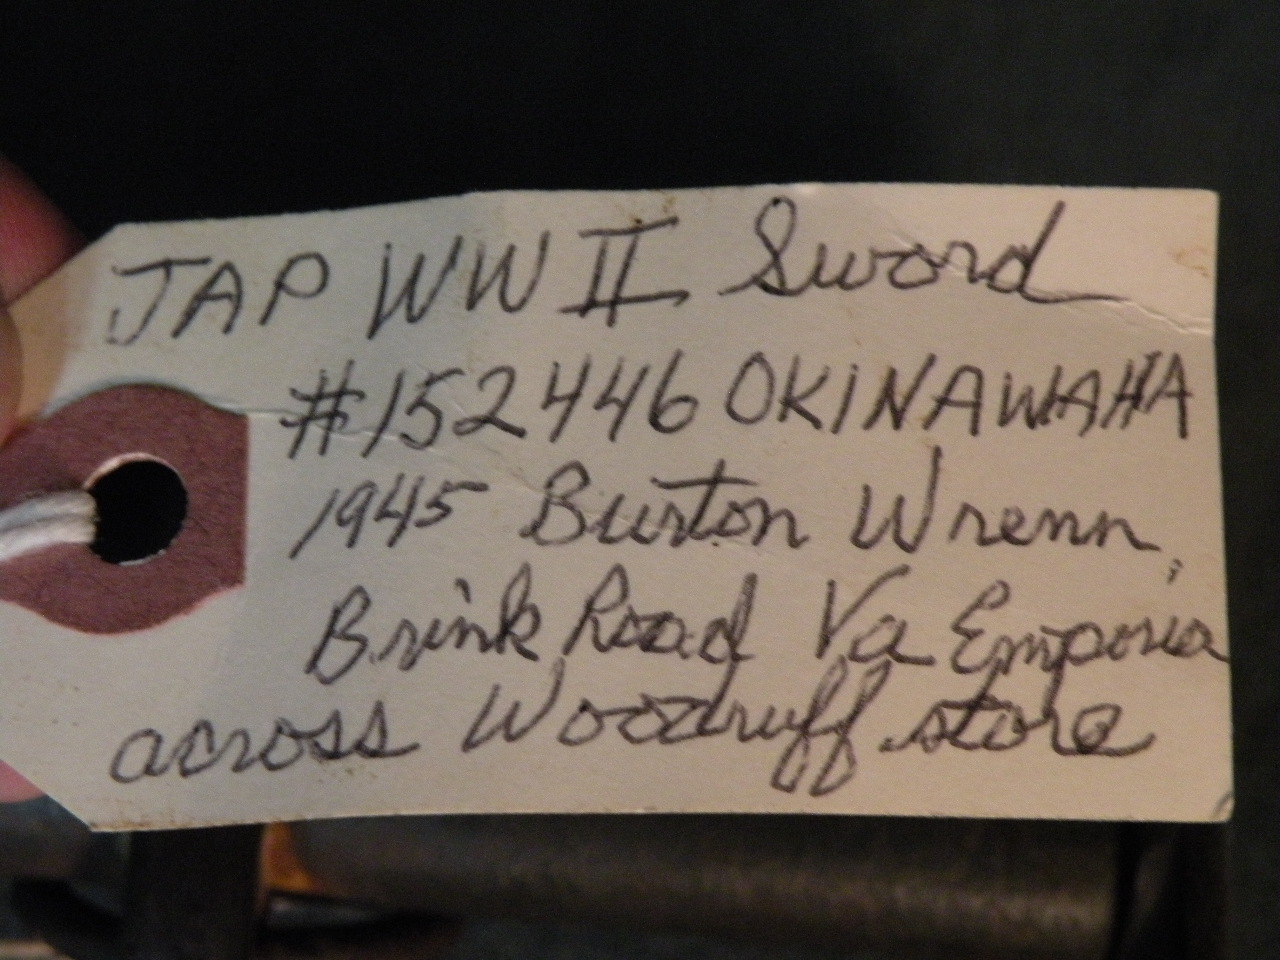 JAP WW II Sword
#152446 OKINAWAHA
1945 Burton Wrenn,
Brink Road Va Emporia
across Woodruff store